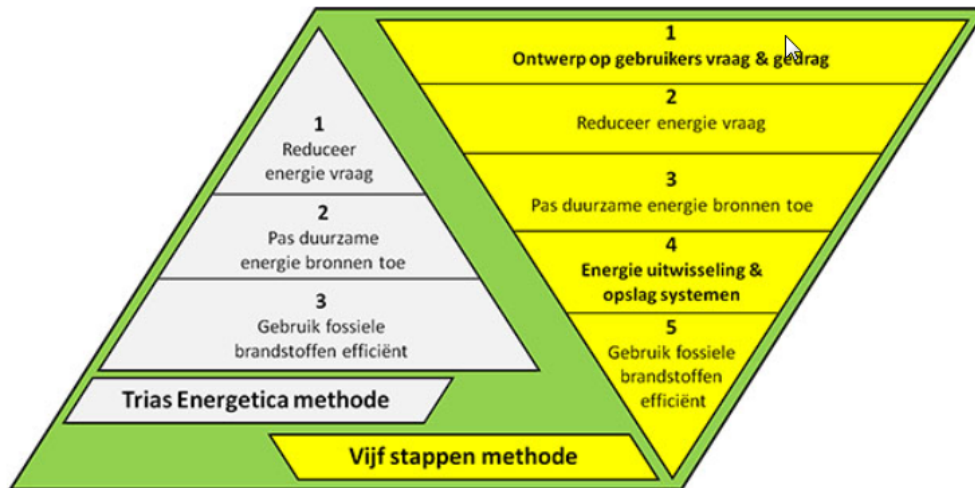 1
Reduceer
energie vraag
2
Pas duurzame
energie bronnen toe
3
Gebruik fossiele
brandstoffen efficiënt
Trias Energetica methode
1
Ontwerp op gebruikers vraag & gedrag
2
Reduceer energie vraag
3
Pas duurzame energie bronnen toe
4
Energie uitwisseling &
opslag systemen
5
Gebruik fossiele
brandstoffen
efficiënt
Vijf stappen methode